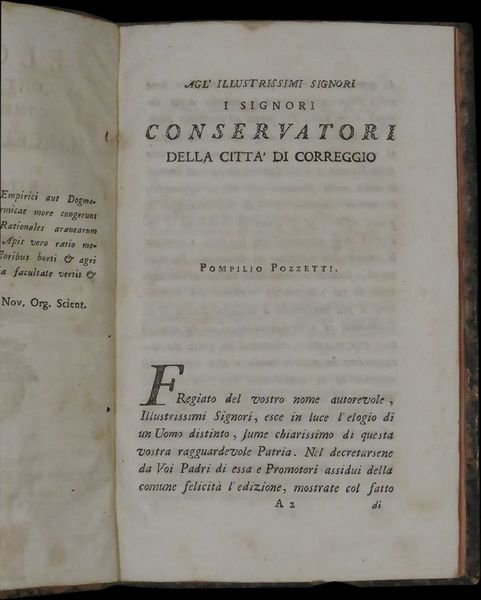 Empirici aut Dogma-
rmicae more congerunt
Rationales aranearum
Apis vero ratio me-
floribus horti & agri
facultate vertit &
Nov. Org. Scient.
AGL' ILLUSTRISSIMI SIGNORI
I SIGNORI
CONSERVATORI
DELLA CITTA' DI CORREGGIO
POMPILIO POZZETTI.
FRegiato del vostro nome autorevole,
Illustrissimi Signori, esce in luce l'elogio di
un Uomo distinto, lume chiarissimo di questa
vostra ragguardevole Patria. Nel decretarsene
da Voi Padri di essa e Promotori assidui della
comune felicità l'edizione, mostrate col fatto
A 2 di